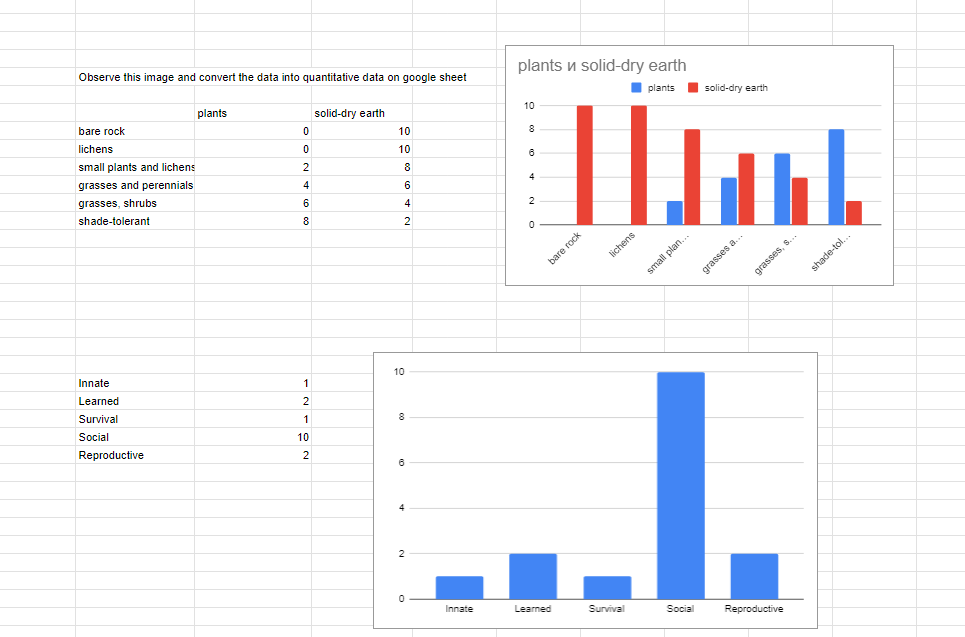 Observe this image and convert the data into quantitative data on google sheet
plants solid-dry earth
bare rock 0 10
lichens 0 10
small plants and lichens 2 8
grasses and perennials 4 6
grasses, shrubs 6 4
shade-tolerant 8 2
plants и solid-dry earth
plants solid-dry earth
10
8
6
4
2
0
bare rock lichens small plan... grasses a... grasses, s... shade-tol...
Innate 1
Learned 2
Survival 1
Social 10
Reproductive 2
10
8
6
4
2
0
Innate Learned Survival Social Reproductive